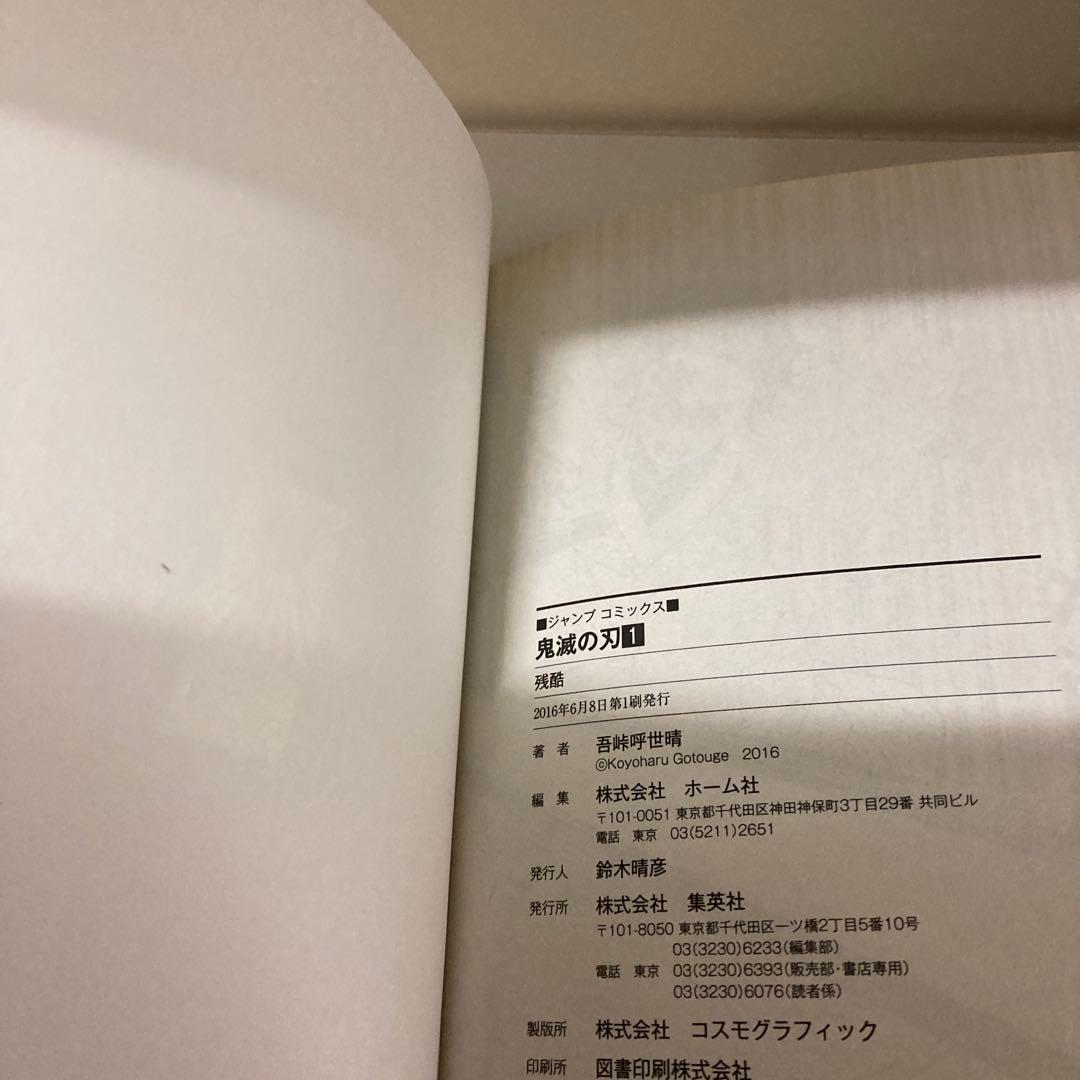 ■ジャンプ コミックス■
鬼滅の刃1
残酷
2016年6月8日第1刷発行
著者 吾峠呼世晴
©Koyoharu Gotouge 2016
編集 株式会社 ホーム社
〒101-0051 東京都千代田区神田神保町3丁目29番 共同ビル
電話 東京 03(5211)2651
発行人 鈴木晴彦
発行所 株式会社 集英社
〒101-8050 東京都千代田区一ツ橋2丁目5番10号
03(3230)6233(編集部)
電話 東京 03(3230)6393(販売部・書店専用)
03(3230)6076(読者係)
製版所 株式会社 コスモグラフィック
印刷所 図書印刷株式会社